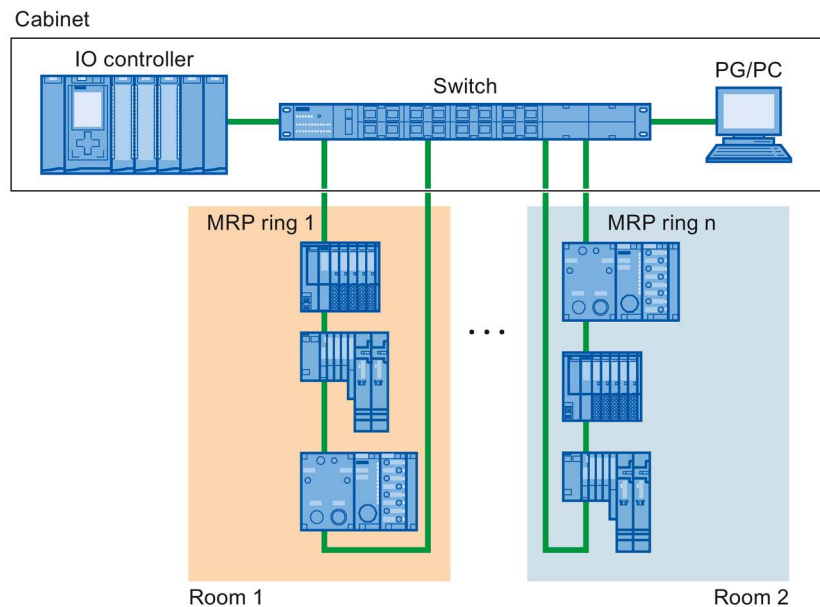 Cabinet
IO controller
Switch
PG/PC
MRP ring 1
MRP ring n
...
Room 1
Room 2